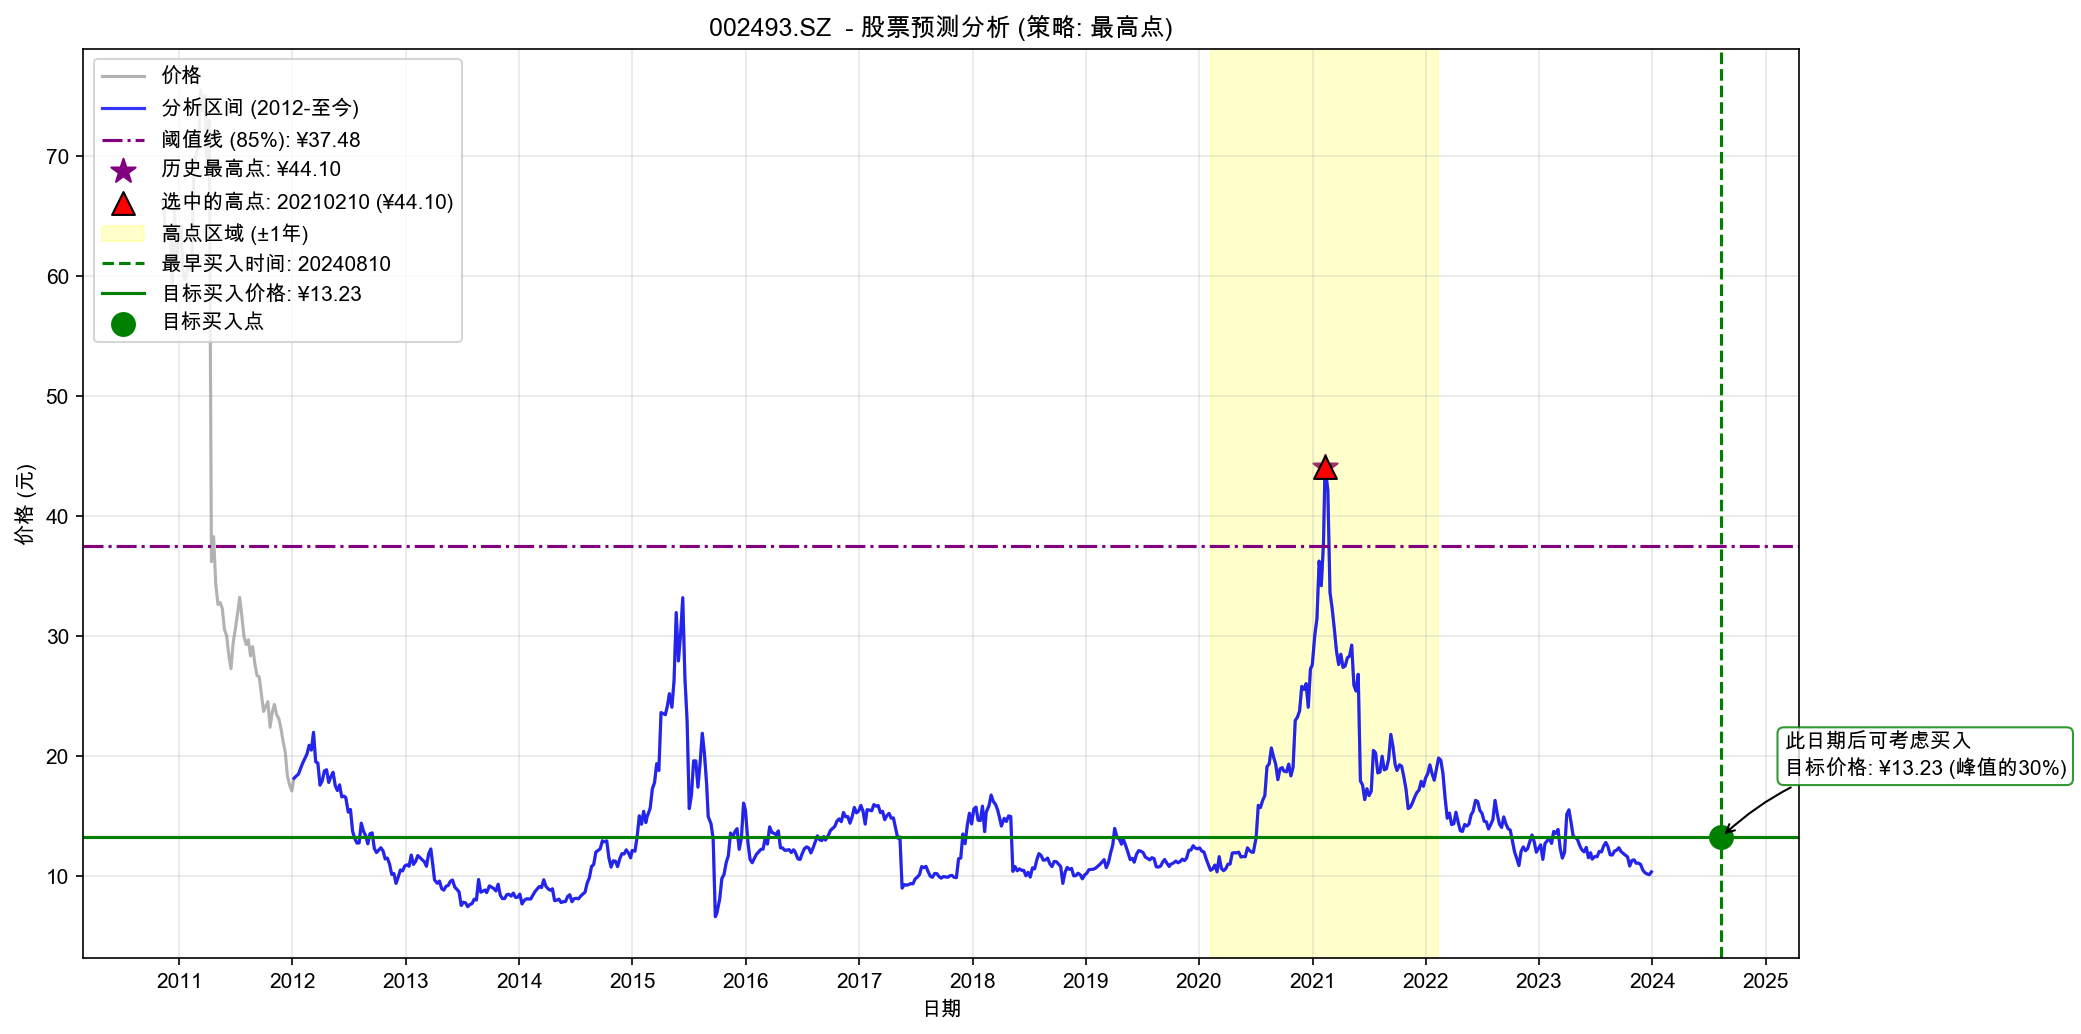 002493.SZ - 股票预测分析 (策略: 最高点)
价格
分析区间 (2012-至今)
阈值线 (85%): ¥37.48
历史最高点: ¥44.10
选中的高点: 20210210 (¥44.10)
高点区域 (±1年)
最早买入时间: 20240810
目标买入价格: ¥13.23
目标买入点
70
60
50
40
30
20
10
价格 (元)
此日期后可考虑买入
目标价格: ¥13.23 (峰值的30%)
2011 2012 2013 2014 2015 2016 2017 2018 2019 2020 2021 2022 2023 2024 2025
日期